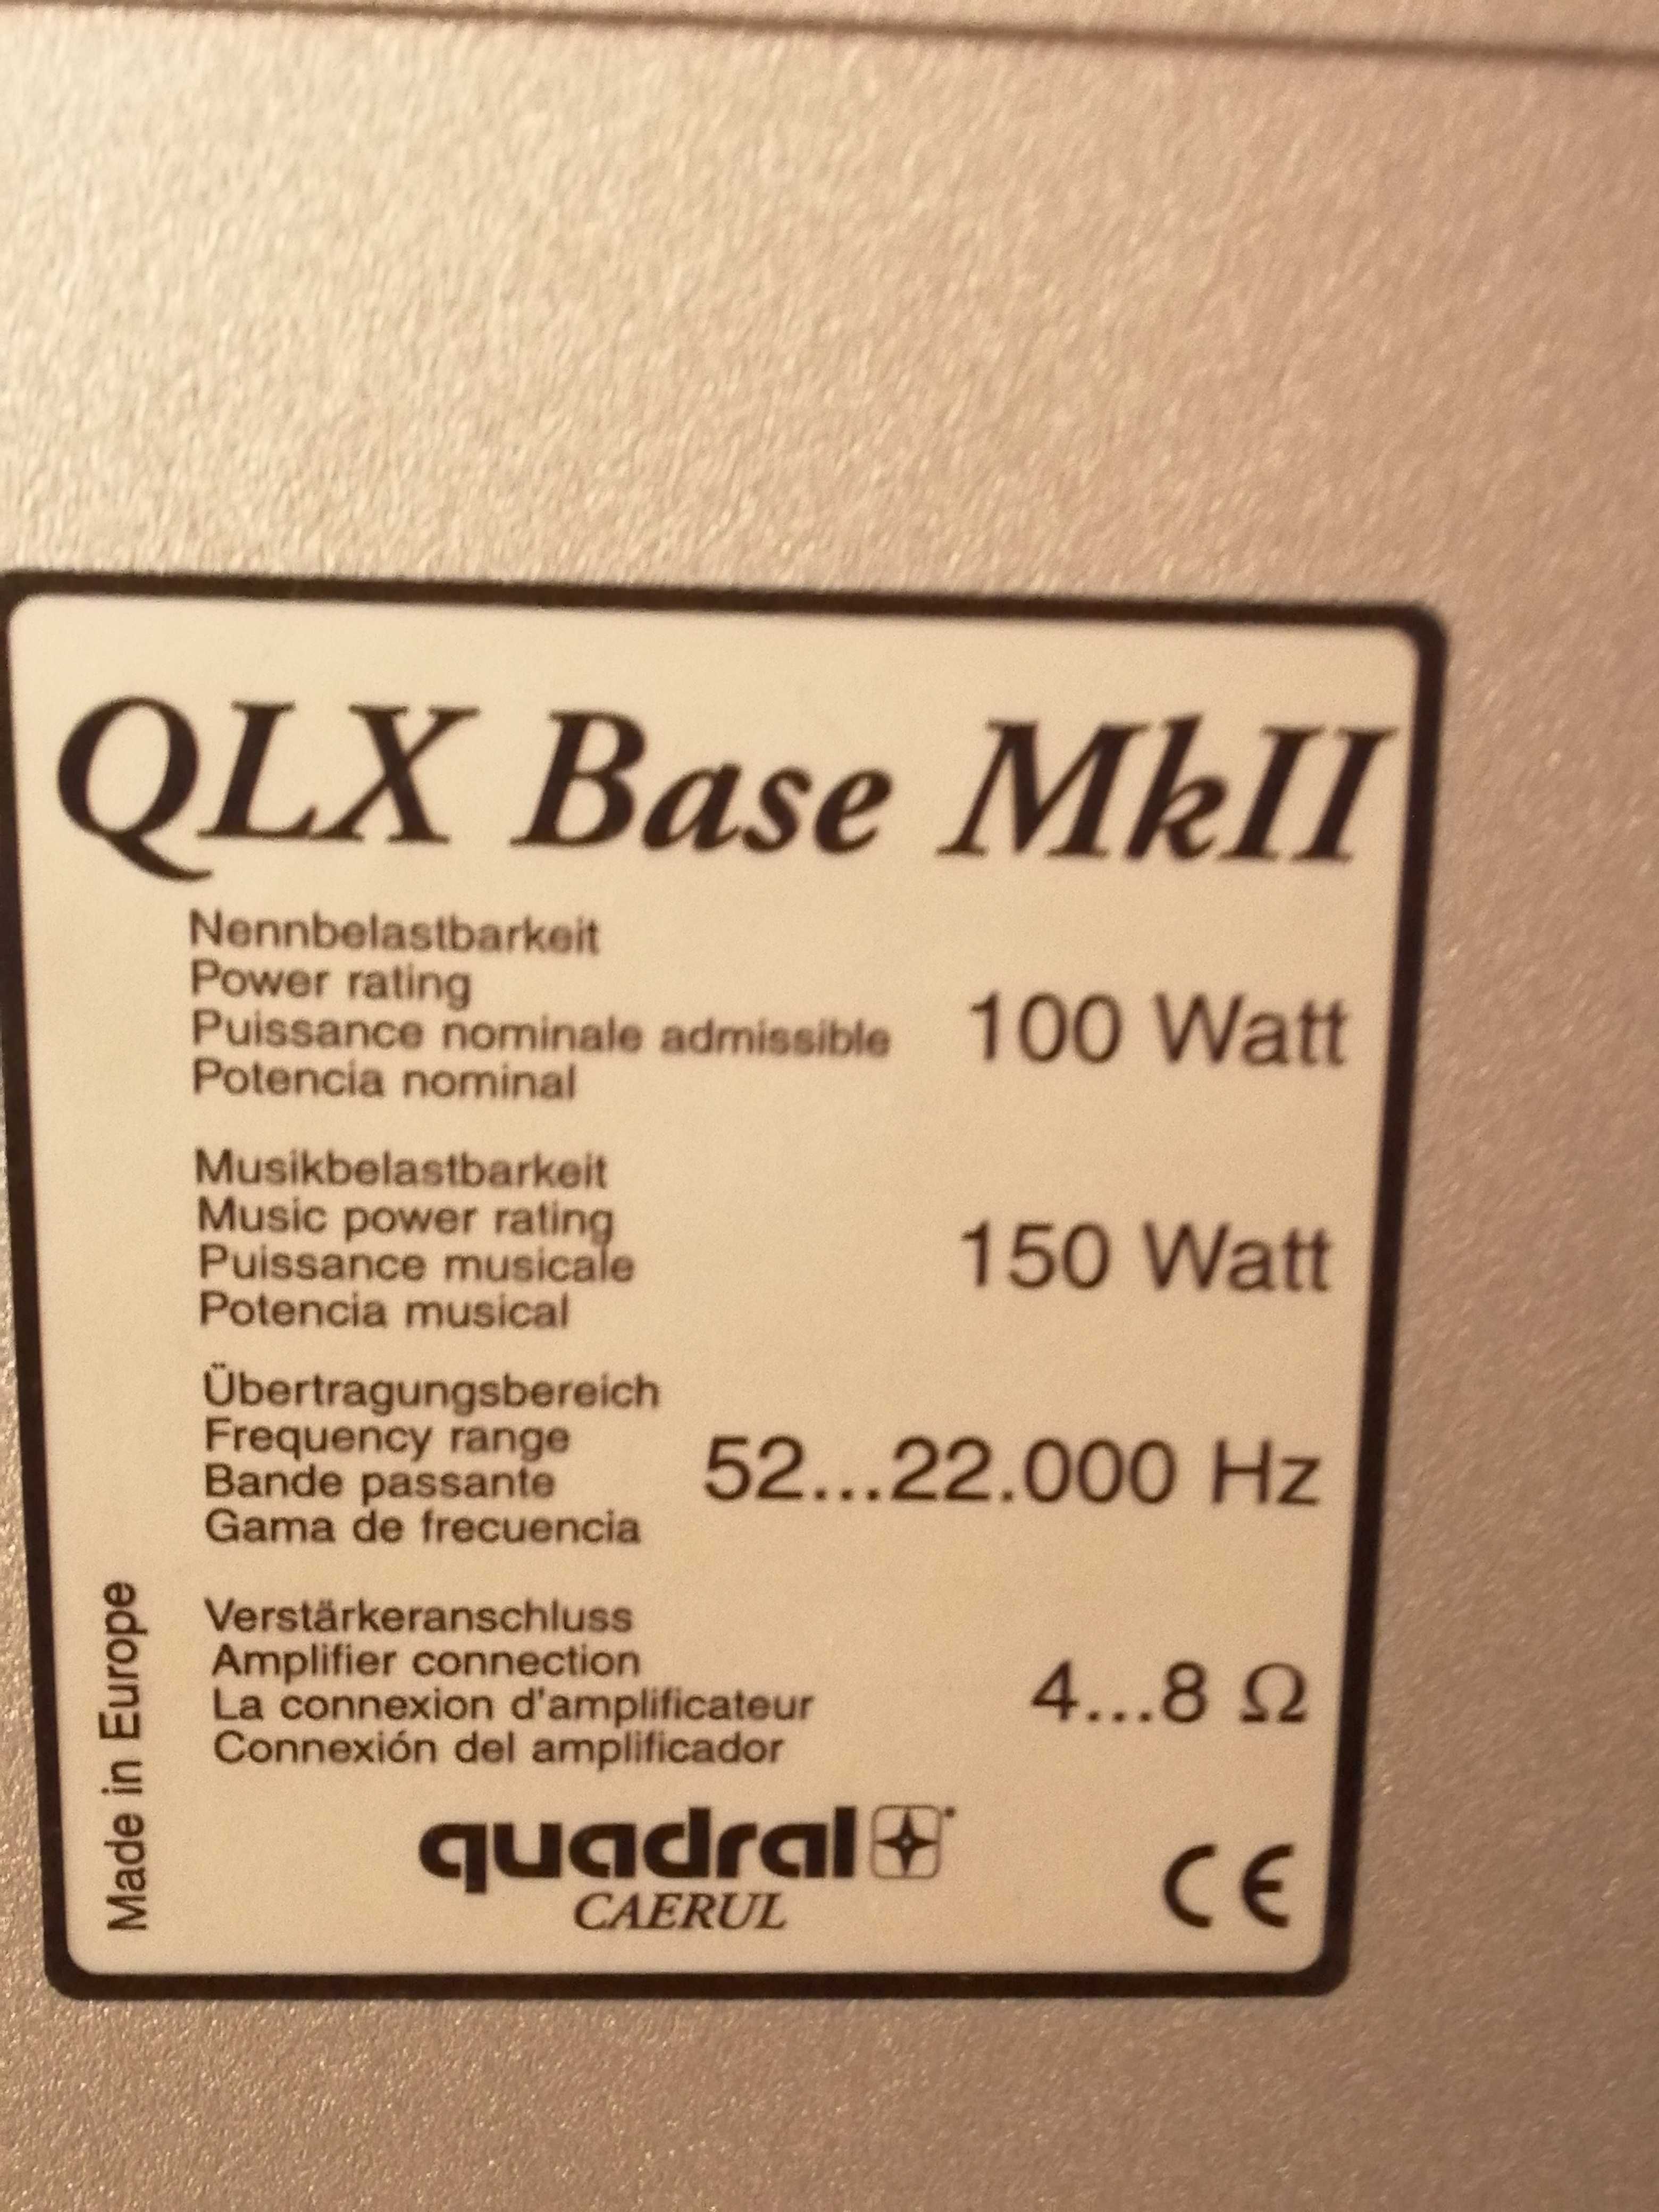 QLX Base MkII
Nennbelastbarkeit
Power rating
Puissance nominale admissible
Potencia nominal
100 Watt
Musikbelastbarkeit
Music power rating
Puissance musicale
Potencia musical
150 Watt
Übertragungsbereich
Frequency range
Bande passante
Gama de frecuencia
52...22.000 Hz
Verstärkeranschluss
Amplifier connection
La connexion d'amplificateur
Connexión del amplificador
4...8 Ω
Made in Europe
quadral
CAERUL
CE